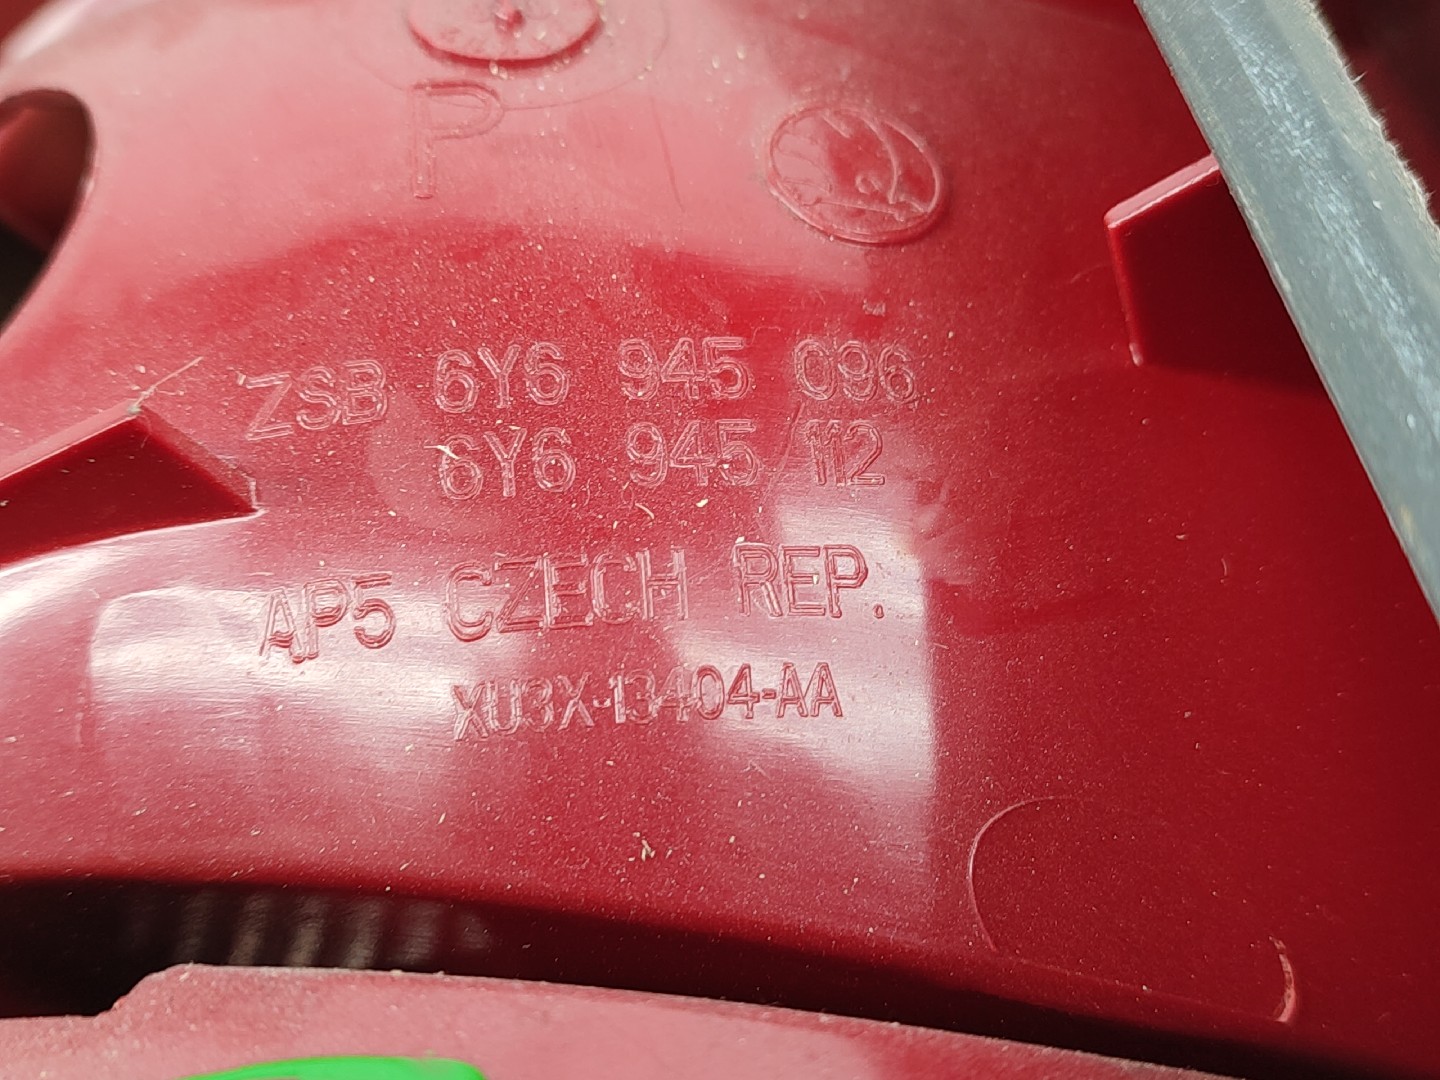 P
ZSB 6Y6 945 096
6Y6 945 112
AP5 CZECH REP.
XU3X-13404-AA